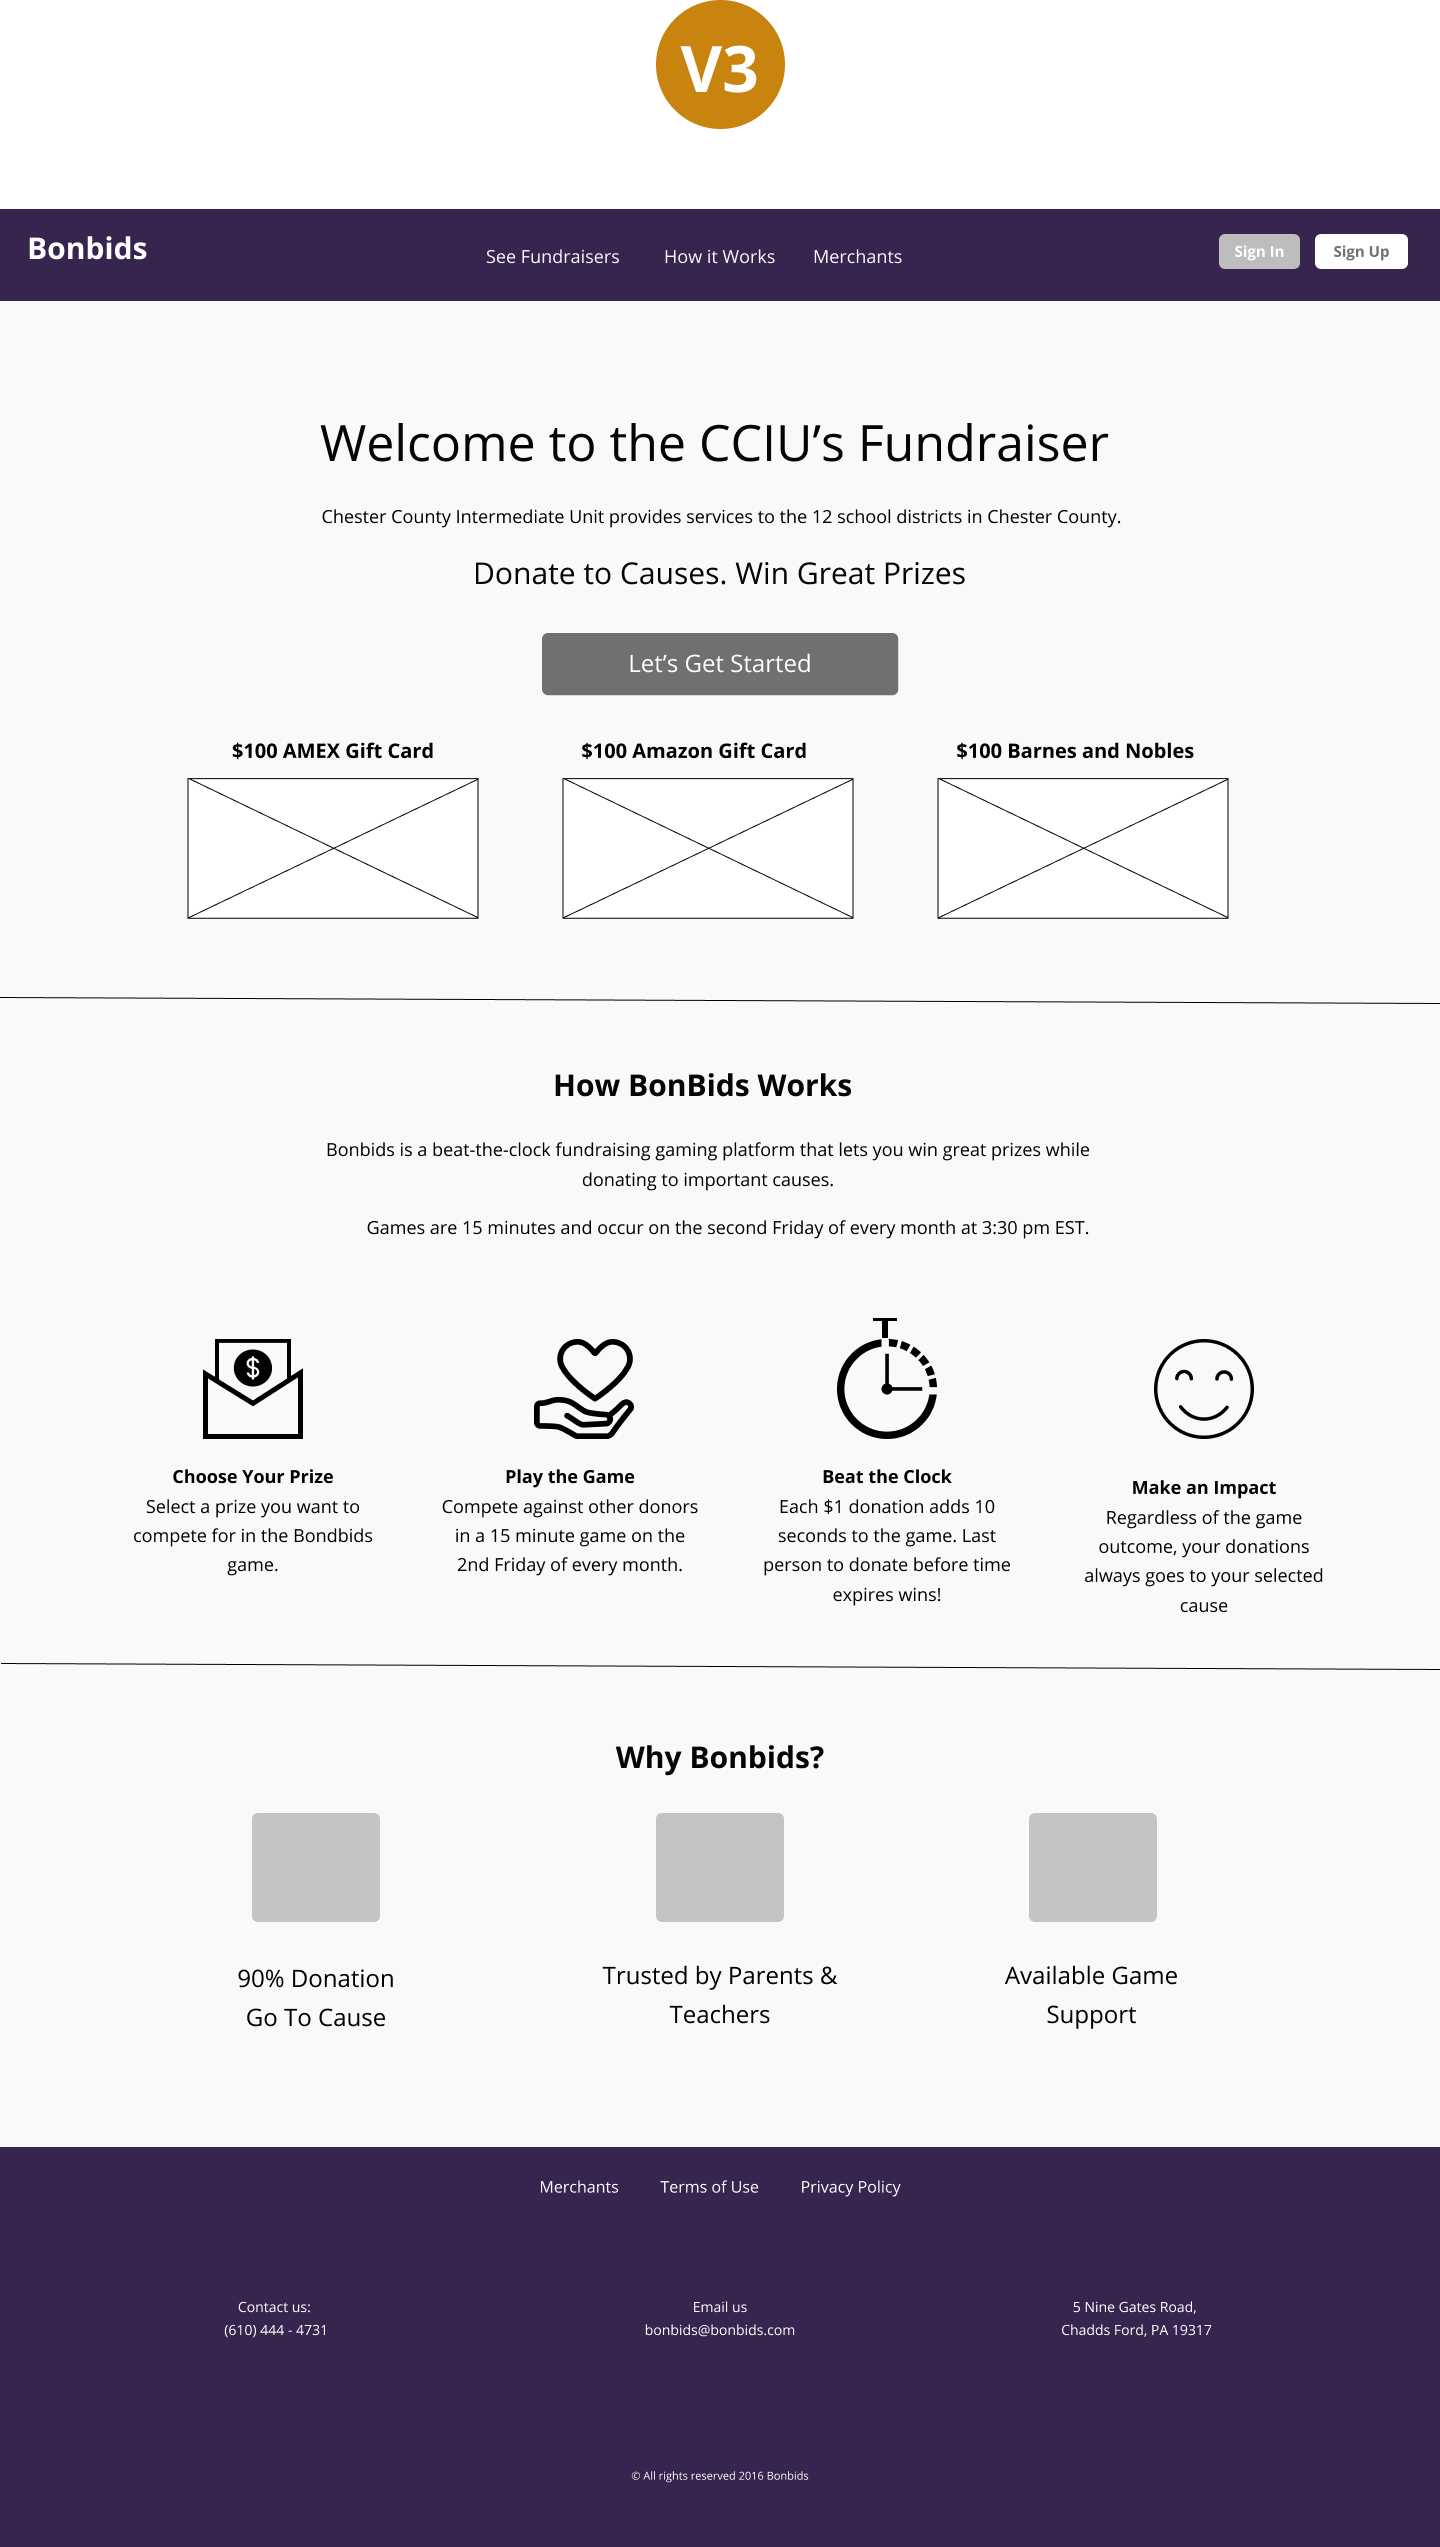 V3
Bonbids
See Fundraisers
How it Works
Merchants
Sign In
Sign Up
Welcome to the CCIU’s Fundraiser
Chester County Intermediate Unit provides services to the 12 school districts in Chester County.
Donate to Causes. Win Great Prizes
Let’s Get Started
$100 AMEX Gift Card
$100 Amazon Gift Card
$100 Barnes and Nobles
How BonBids Works
Bonbids is a beat-the-clock fundraising gaming platform that lets you win great prizes while
donating to important causes.
Games are 15 minutes and occur on the second Friday of every month at 3:30 pm EST.
$
Choose Your Prize
Select a prize you want to
compete for in the Bondbids
game.
Play the Game
Compete against other donors
in a 15 minute game on the
2nd Friday of every month.
Beat the Clock
Each $1 donation adds 10
seconds to the game. Last
person to donate before time
expires wins!
Make an Impact
Regardless of the game
outcome, your donations
always goes to your selected
cause
Why Bonbids?
90% Donation
Go To Cause
Trusted by Parents &
Teachers
Available Game
Support
Merchants
Terms of Use
Privacy Policy
Contact us:
(610) 444 - 4731
Email us
bonbids@bonbids.com
5 Nine Gates Road,
Chadds Ford, PA 19317
© All rights reserved 2016 Bonbids